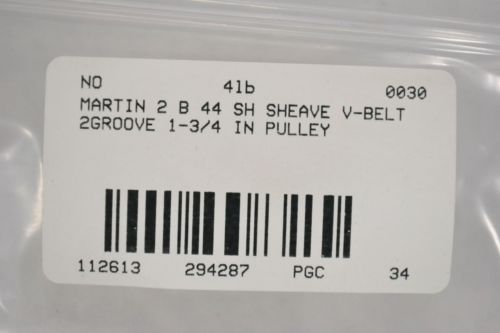 NO 4lb 0030
MARTIN 2 B 44 SH SHEAVE V-BELT
2GROOVE 1-3/4 IN PULLEY
112613 294287 PGC 34